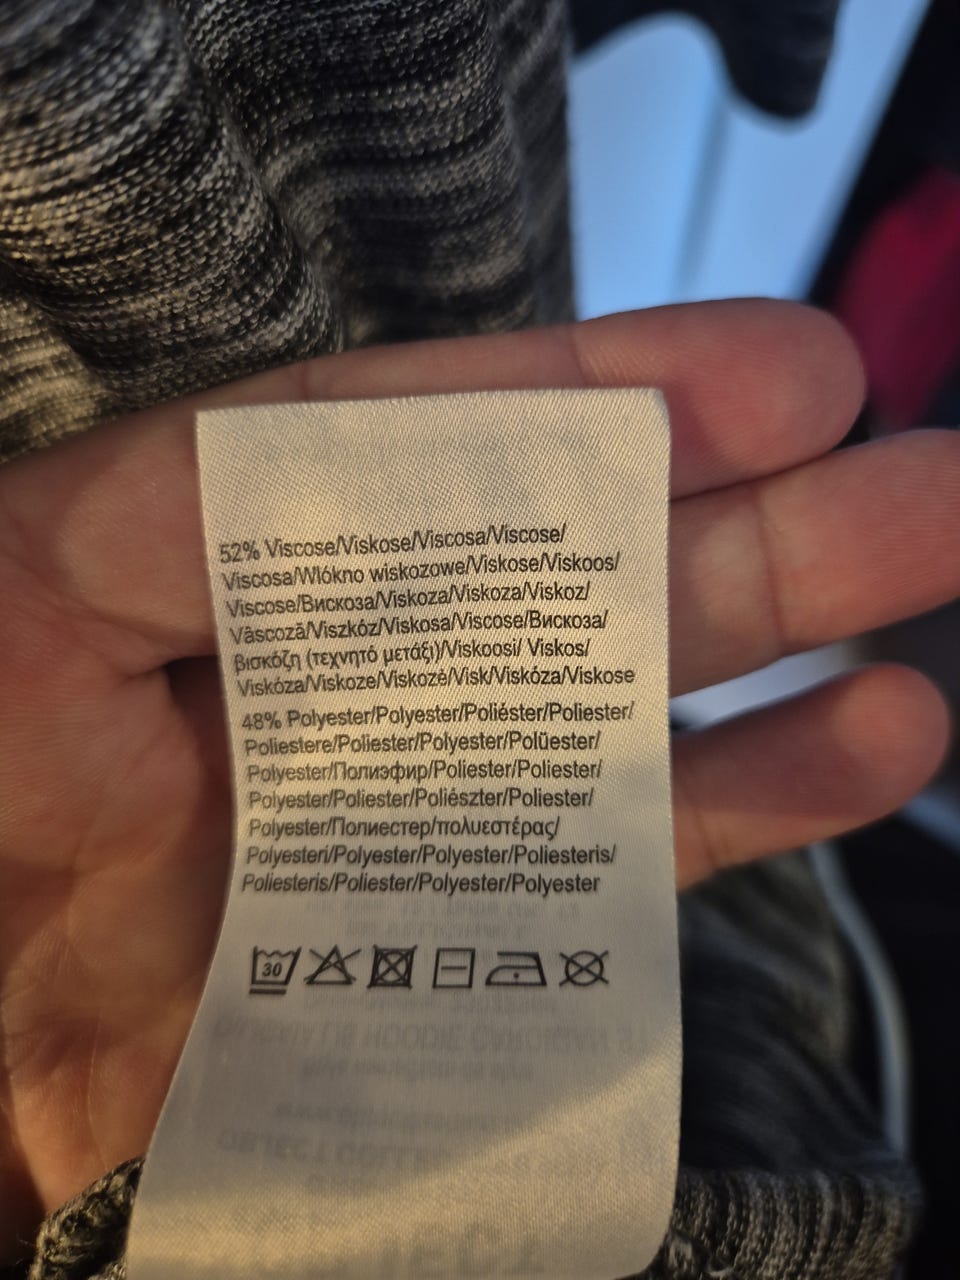 52% Viscose/Viskose/Viscosa/Viscose/
Viscosa/Wlókno wiskozowe/Viskose/Viskoos/
Viscose/Вискоза/Viskoza/Viskoza/Viskoz/
Vâscoză/Viszkóz/Viskosa/Viscose/Вискоза/
βισκόζη (τεχνητό μετάξι)/Viskoosi/ Viskos/
Viskóza/Viskoze/Viskozė/Visk/Viskóza/Viskose
48% Polyester/Polyester/Poliéster/Poliester/
Poliestere/Poliester/Polyester/Polüester/
Polyester/Полиэфир/Poliester/Poliester/
Polyester/Poliester/Poliészter/Poliester/
Polyester/Полиестер/πολυεστέρας/
Polyesteri/Polyester/Polyester/Poliesteris/
Poliesteris/Poliester/Polyester/Polyester
30